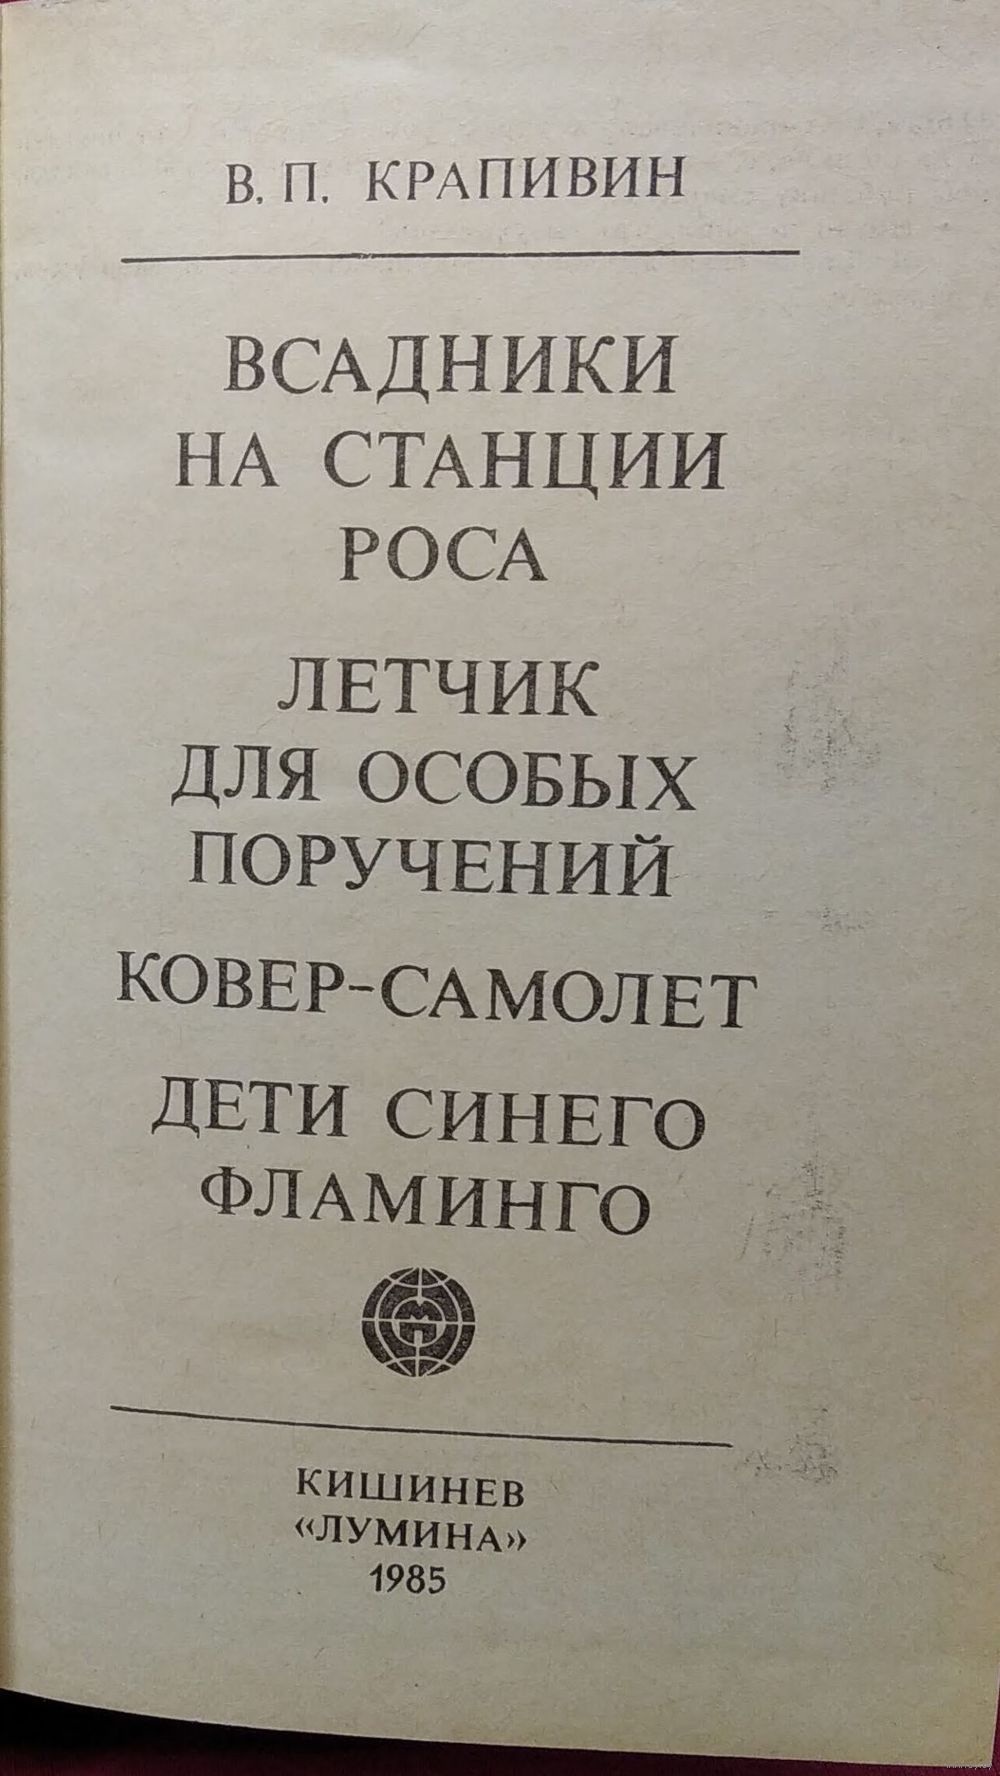 В. П. КРАПИВИН
ВСАДНИКИ
НА СТАНЦИИ
РОСА
ЛЕТЧИК
ДЛЯ ОСОБЫХ
ПОРУЧЕНИЙ
КОВЕР-САМОЛЕТ
ДЕТИ СИНЕГО
ФЛАМИНГО
КИШИНЕВ
«ЛУМИНА»
1985